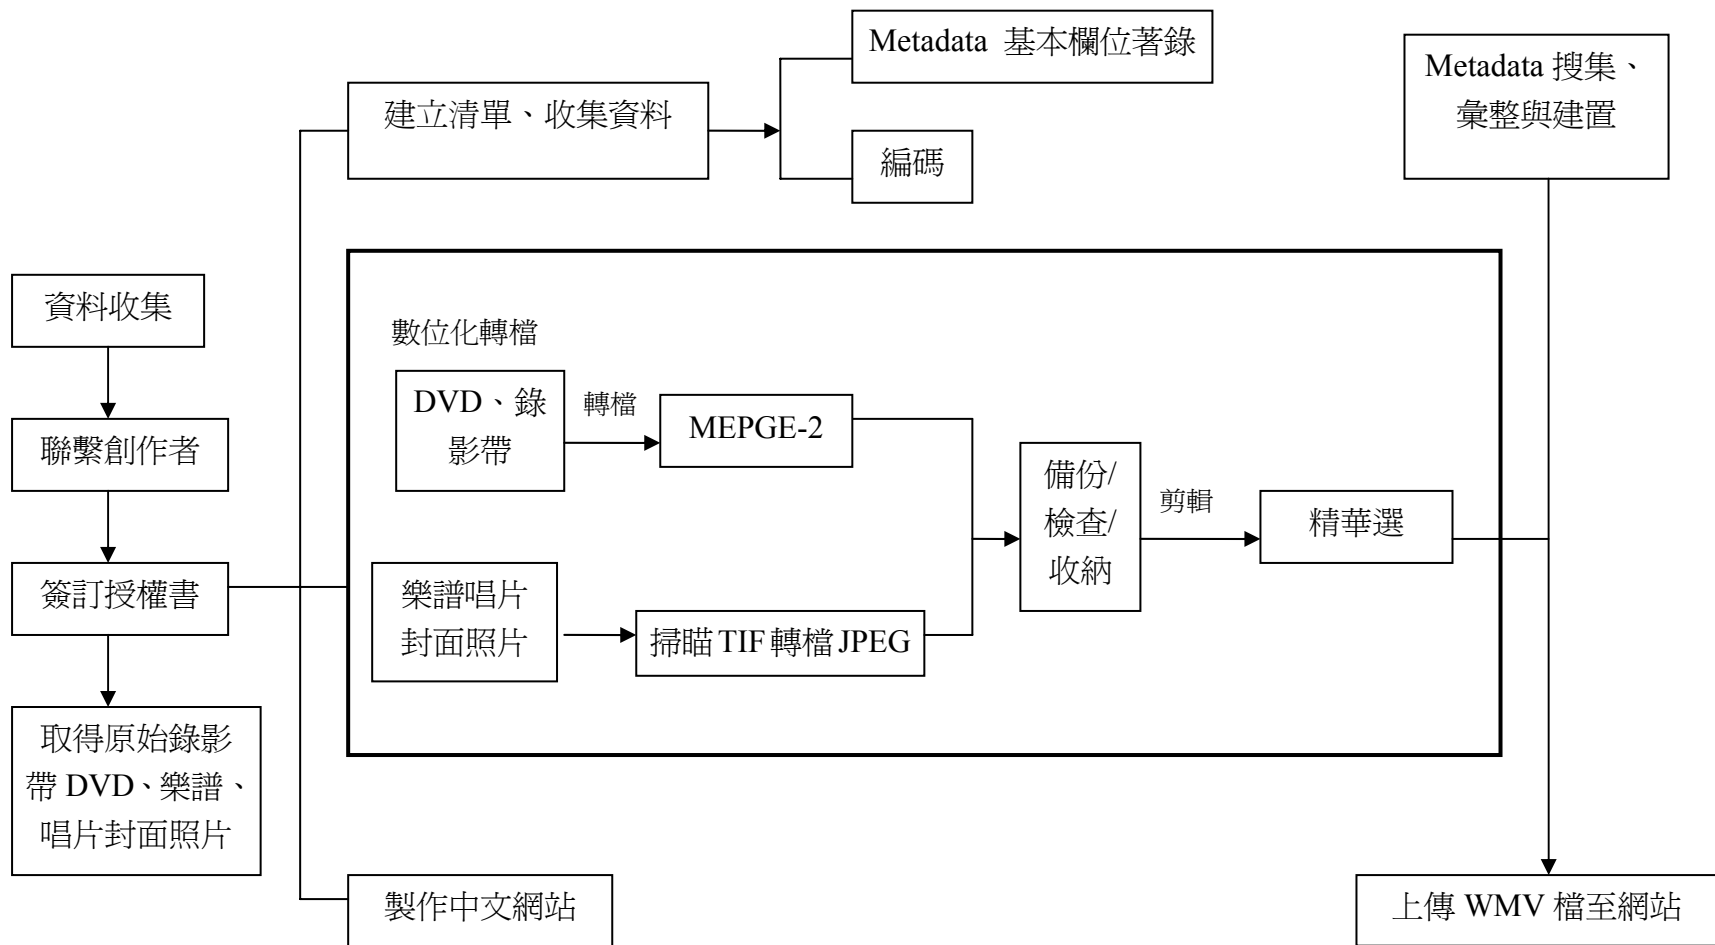 Metadata 基本欄位著錄
Metadata 搜集、
彙整與建置
建立清單、收集資料
編碼
資料收集
數位化轉檔
DVD、錄
影帶
轉檔
MEPGE-2
聯繫創作者
備份/
檢查/
收納
剪輯
精華選
簽訂授權書
樂譜唱片
封面照片
掃瞄 TIF 轉檔 JPEG
取得原始錄影
帶 DVD、樂譜、
唱片封面照片
製作中文網站
上傳 WMV 檔至網站